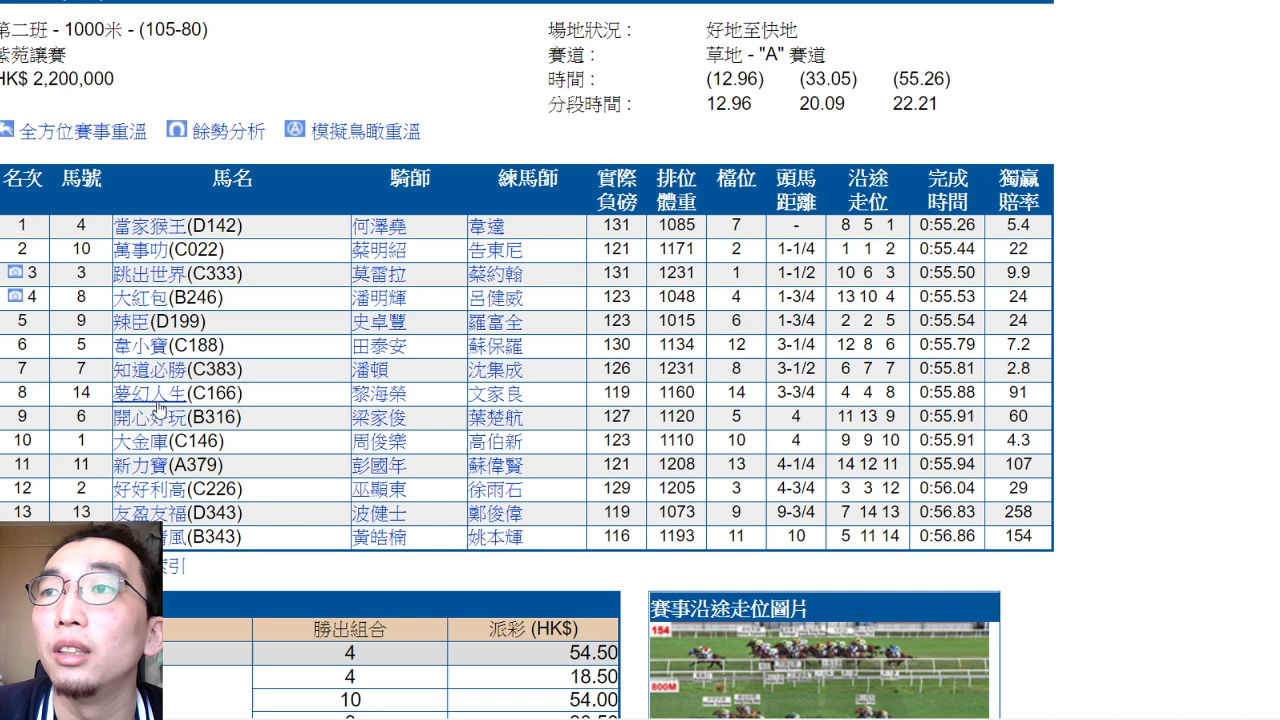 第二班 - 1000米 - (105-80) 場地狀況 : 好地至快地
紫苑讓賽 賽道 : 草地 - "A" 賽道
HK$ 2,200,000 時間 : (12.96) (33.05) (55.26)
分段時間 : 12.96 20.09 22.21
全方位賽事重溫 餘勢分析 模擬鳥瞰重溫
名次 馬號 馬名 騎師 練馬師 實際負磅 排位體重 檔位 頭馬距離 沿途走位 完成時間 獨贏賠率
1 4 當家猴王(D142) 何澤堯 韋達 131 1085 7 - 8 5 1 0:55.26 5.4
2 10 萬事叻(C022) 蔡明紹 告東尼 121 1171 2 1-1/4 1 1 2 0:55.44 22
3 3 跳出世界(C333) 莫雷拉 蔡約翰 131 1231 1 1-1/2 10 6 3 0:55.50 9.9
4 8 大紅包(B246) 潘明輝 呂健威 123 1048 4 1-3/4 13 10 4 0:55.53 24
5 9 辣臣(D199) 史卓豐 羅富全 123 1015 6 1-3/4 2 2 5 0:55.54 24
6 5 韋小寶(C188) 田泰安 蘇保羅 130 1134 12 3-1/4 12 8 6 0:55.79 7.2
7 7 知道必勝(C383) 潘頓 沈集成 126 1231 8 3-1/2 6 7 7 0:55.81 2.8
8 14 夢幻人生(C166) 黎海榮 文家良 119 1160 14 3-3/4 4 4 8 0:55.88 91
9 6 開心好玩(B316) 梁家俊 葉楚航 127 1120 5 4 11 13 9 0:55.91 60
10 1 大金庫(C146) 周俊樂 高伯新 123 1110 10 4 9 9 10 0:55.91 4.3
11 11 新力寶(A379) 彭國年 蘇偉賢 121 1208 13 4-1/4 14 12 11 0:55.94 107
12 2 好好利高(C226) 巫顯東 徐雨石 129 1205 3 4-3/4 3 3 12 0:56.04 29
13 13 友盈友福(D343) 波健士 鄭俊偉 119 1073 9 9-3/4 7 14 13 0:56.83 258
風(B343) 黃皓楠 姚本輝 116 1193 11 10 5 11 14 0:56.86 154
索引
勝出組合 派彩 (HK$)
4 54.50
4 18.50
10 54.00
賽事沿途走位圖片
154
800M